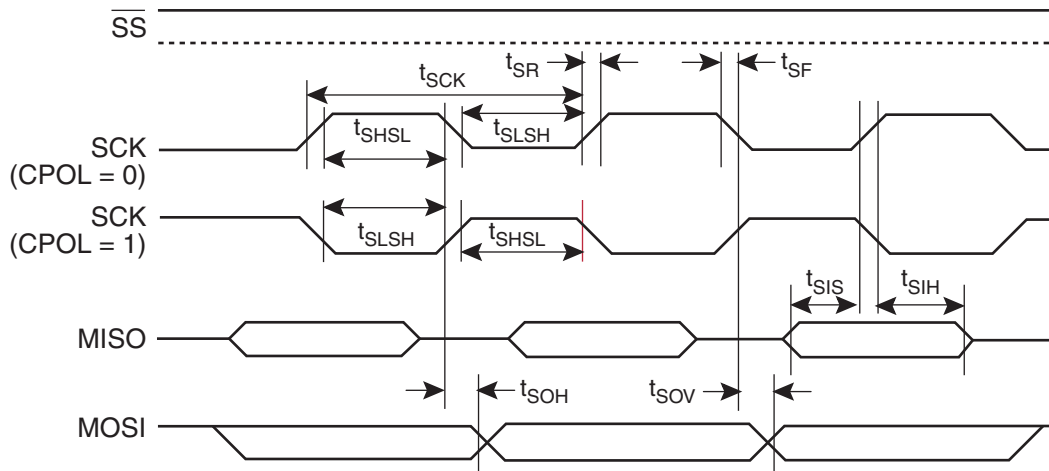 SS
tSCK
tSR
tSF
tSHSL
tSLSH
SCK
(CPOL = 0)
SCK
(CPOL = 1)
tSLSH
tSHSL
tSIS
tSIH
MISO
tSOH
tSOV
MOSI